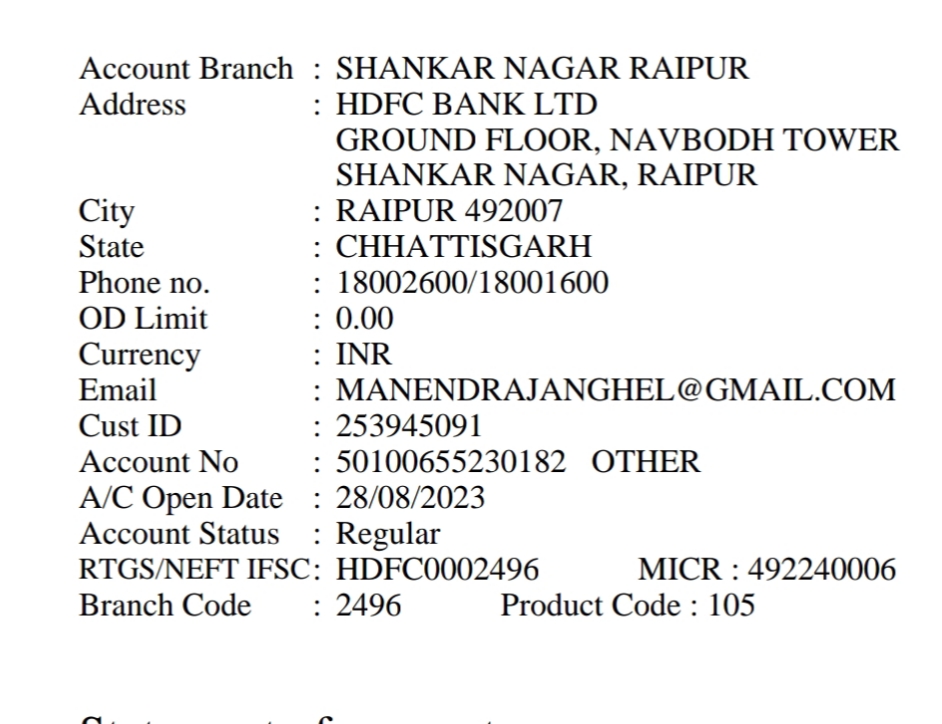 Account Branch : SHANKAR NAGAR RAIPUR
Address : HDFC BANK LTD
GROUND FLOOR, NAVBODH TOWER
SHANKAR NAGAR, RAIPUR
City : RAIPUR 492007
State : CHHATTISGARH
Phone no. : 18002600/18001600
OD Limit : 0.00
Currency : INR
Email : MANENDRAJANGHEL@GMAIL.COM
Cust ID : 253945091
Account No : 50100655230182 OTHER
A/C Open Date : 28/08/2023
Account Status : Regular
RTGS/NEFT IFSC: HDFC0002496 MICR : 492240006
Branch Code : 2496 Product Code : 105